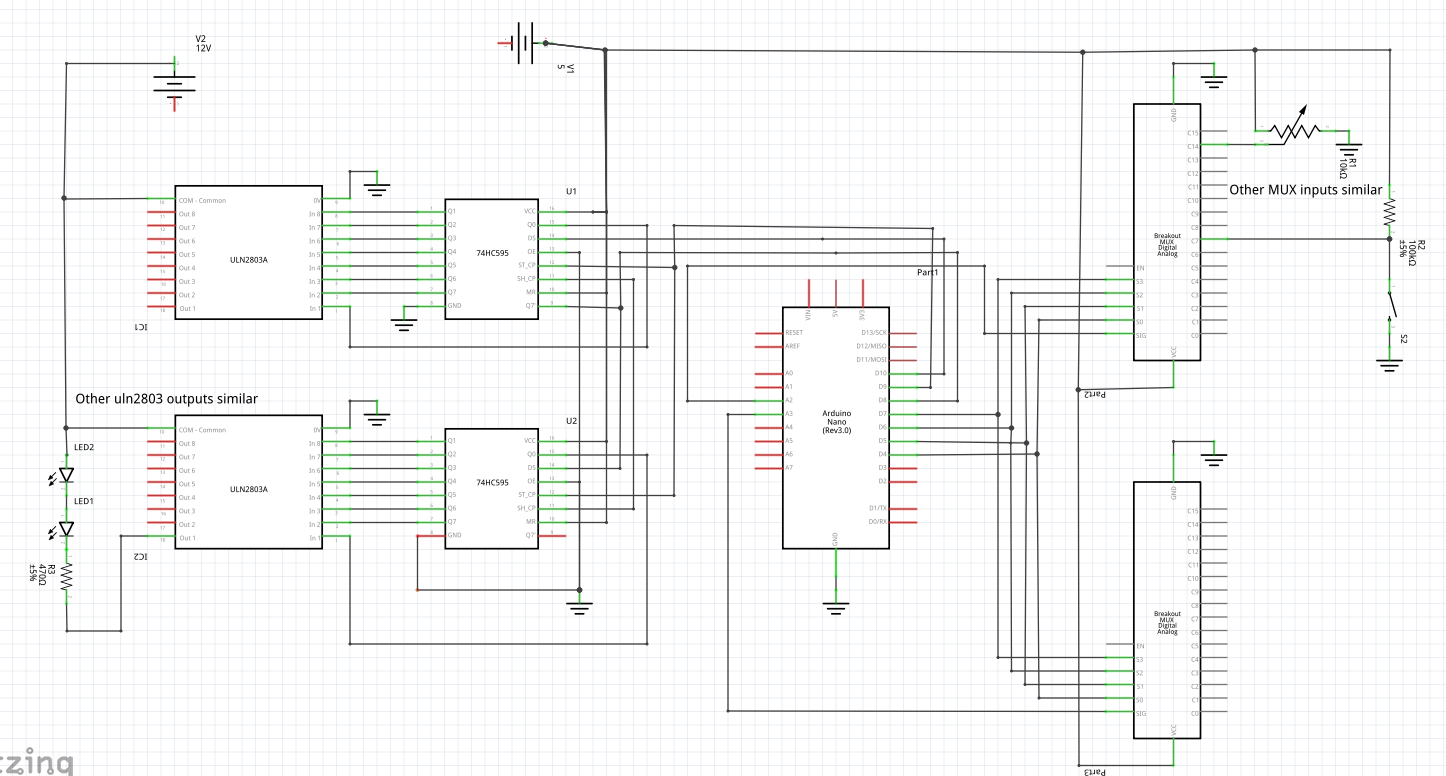 V2
12V
V1
5
U1
COM - Common
Out 8
Out 7
Out 6
Out 5
Out 4
Out 3
Out 2
Out 1
ULN2803A
0V
In 8
In 7
In 6
In 5
In 4
In 3
In 2
In 1
IC1
Q1
Q2
Q3
Q4
Q5
Q6
Q7
GND
74HC595
VCC
Q0
DS
OE
ST_CP
SH_CP
MR
Q7'
Other uln2803 outputs similar
LED2
LED1
R3
470Ω
±5%
COM - Common
Out 8
Out 7
Out 6
Out 5
Out 4
Out 3
Out 2
Out 1
ULN2803A
0V
In 8
In 7
In 6
In 5
In 4
In 3
In 2
In 1
IC2
U2
Q1
Q2
Q3
Q4
Q5
Q6
Q7
GND
74HC595
VCC
Q0
DS
OE
ST_CP
SH_CP
MR
Q7'
Part1
VIN
5V
3V3
RESET
AREF
A0
A1
A2
A3
A4
A5
A6
A7
Arduino
Nano
(Rev3.0)
D13/SCK
D12/MISO
D11/MOSI
D10
D9
D8
D7
D6
D5
D4
D3
D2
D1/TX
D0/RX
GND
GND
C15
C14
C13
C12
C11
C10
C9
C8
C7
C6
C5
C4
C3
C2
C1
C0
Breakout
MUX
Digital
Analog
EN
S3
S2
S1
S0
SIG
VCC
Part2
R1
10kΩ
Other MUX inputs similar
R2
100kΩ
±5%
S2
GND
C15
C14
C13
C12
C11
C10
C9
C8
C7
C6
C5
C4
C3
C2
C1
C0
Breakout
MUX
Digital
Analog
EN
S3
S2
S1
S0
SIG
VCC
Part3
tzing